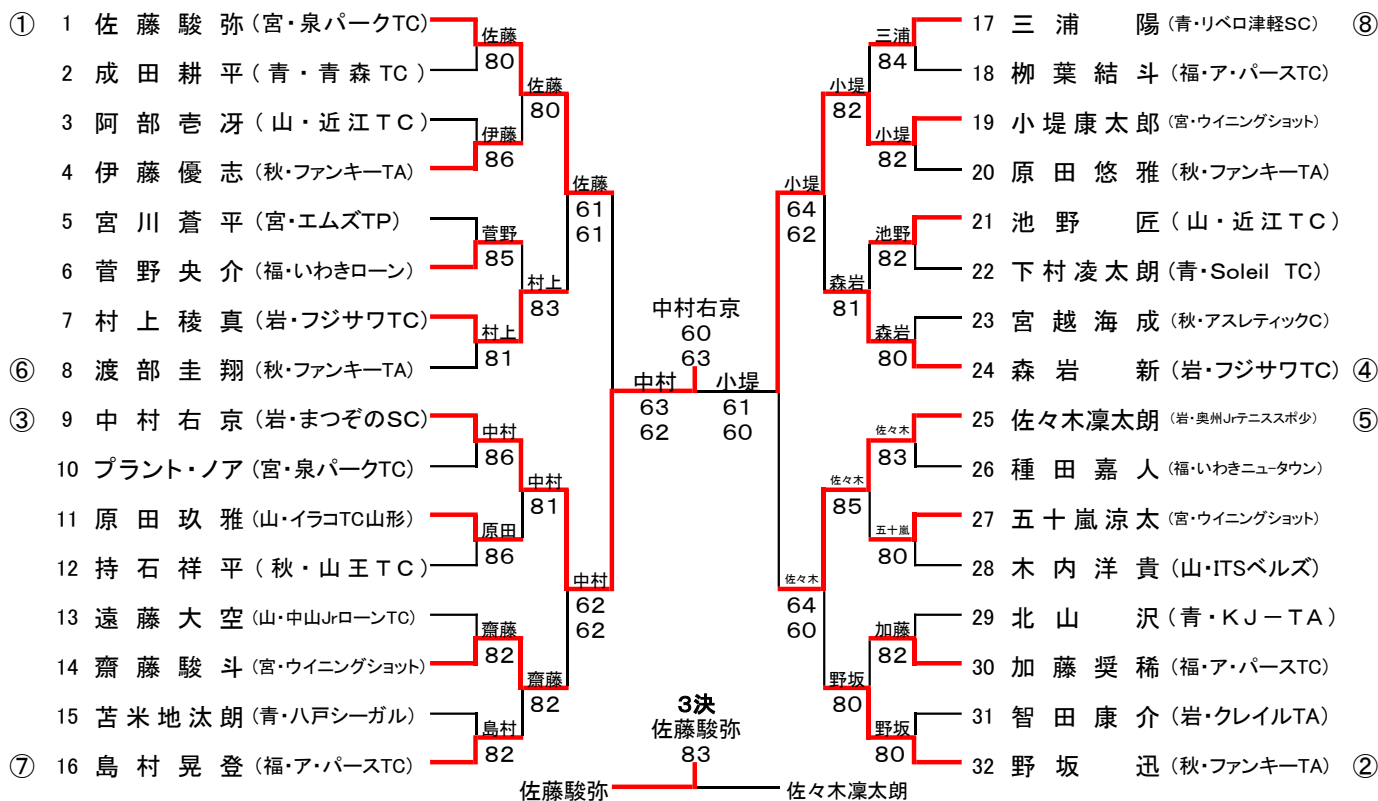 ① 1 佐藤駿弥 (宮・泉パークTC)
2 成田耕平 (青・青森TC)
3 阿部壱冴 (山・近江TC)
4 伊藤優志 (秋・ファンキーTA)
5 宮川蒼平 (宮・エムズTP)
6 菅野央介 (福・いわきローン)
7 村上稜真 (岩・フジサワTC)
⑥ 8 渡部圭翔 (秋・ファンキーTA)
③ 9 中村右京 (岩・まつぞのSC)
10 プラント・ノア (宮・泉パークTC)
11 原田玖雅 (山・イラコTC山形)
12 持石祥平 (秋・山王TC)
13 遠藤大空 (山・中山JrローンTC)
14 齋藤駿斗 (宮・ウイニングショット)
15 苫米地汰朗 (青・八戸シーガル)
⑦ 16 島村晃登 (福・ア・パースTC)
佐藤
80
伊藤
86
菅野
85
村上
81
中村
86
原田
86
齋藤
82
島村
82
佐藤
80
村上
83
中村
81
齋藤
82
佐藤
61
61
中村
62
62
中村
63
62
中村右京
60
63
小堤
61
60
3決
佐藤駿弥
83
佐藤駿弥
佐々木凜太朗
小堤
64
62
佐々木
64
60
小堤
82
森岩
81
佐々木
85
野坂
80
三浦
84
小堤
82
池野
82
森岩
80
佐々木
83
五十嵐
80
加藤
82
野坂
80
17 三浦陽 (青・リベロ津軽SC) ⑧
18 栁葉結斗 (福・ア・パースTC)
19 小堤康太郎 (宮・ウイニングショット)
20 原田悠雅 (秋・ファンキーTA)
21 池野匠 (山・近江TC)
22 下村凌太朗 (青・Soleil TC)
23 宮越海成 (秋・アスレティックC)
24 森岩新 (岩・フジサワTC) ④
25 佐々木凜太朗 (岩・奥州Jrテニススポ少) ⑤
26 種田嘉人 (福・いわきニュータウン)
27 五十嵐涼太 (宮・ウイニングショット)
28 木内洋貴 (山・ITSベルズ)
29 北山沢 (青・KJ－TA)
30 加藤奨稀 (福・ア・パースTC)
31 智田康介 (岩・クレイルTA)
32 野坂迅 (秋・ファンキーTA) ②